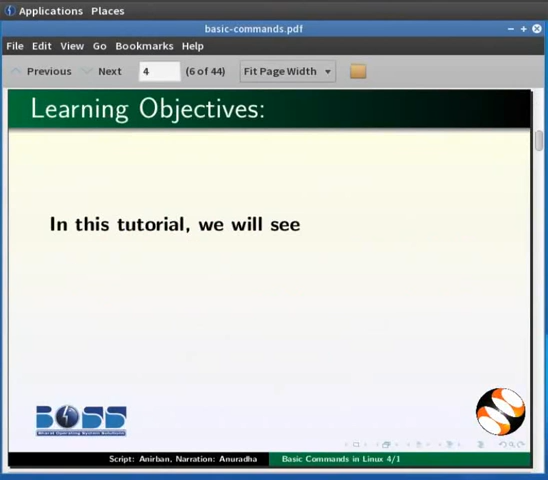 Applications Places
basic-commands.pdf
File Edit View Go Bookmarks Help
Previous Next 4 (6 of 44) Fit Page Width
Learning Objectives:
In this tutorial, we will see
BOSS
Script: Anirban, Narration: Anuradha Basic Commands in Linux 4/1